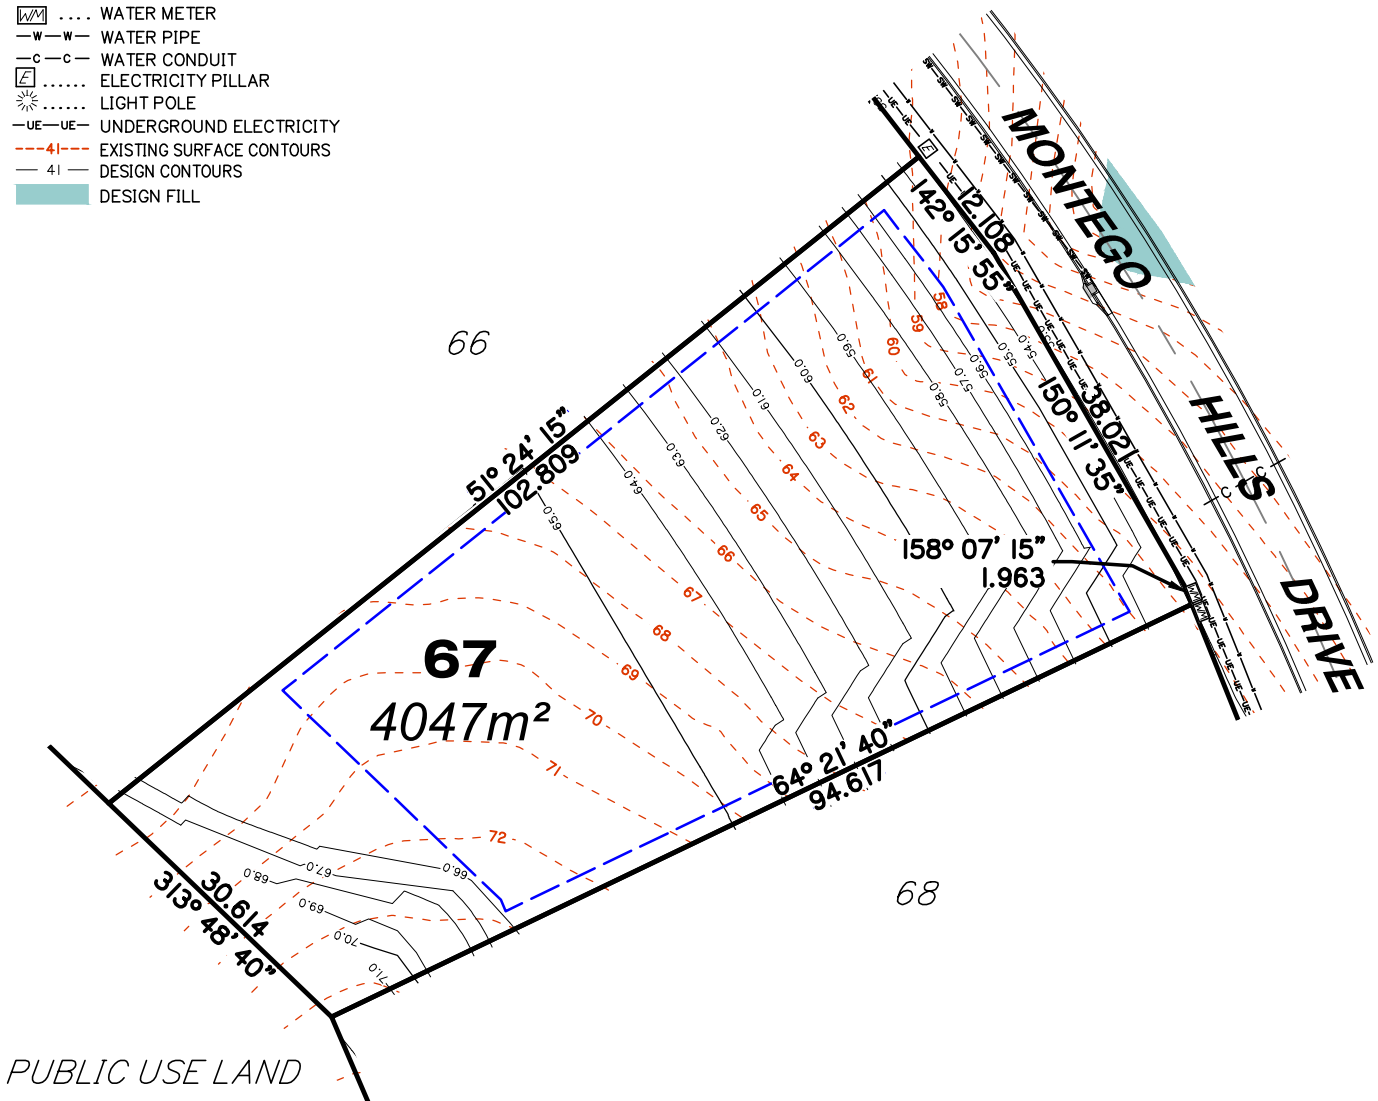 WM .... WATER METER
—W—W— WATER PIPE
—C—C— WATER CONDUIT
E ...... ELECTRICITY PILLAR
...... LIGHT POLE
—UE—UE— UNDERGROUND ELECTRICITY
---41--- EXISTING SURFACE CONTOURS
— 41 — DESIGN CONTOURS
DESIGN FILL
MONTEGO
HILLS
DRIVE
E
12.108
142° 15' 55"
38.021
150° 11' 35"
158° 07' 15"
1.963
WM
WM
C
C
66
51° 24' 15"
102.809
67
4047m²
64° 21' 40"
94.617
68
30.614
313° 48' 40"
PUBLIC USE LAND
58
59
60
61
62
63
64
65
66
67
68
69
70
71
72
54.0
55.0
56.0
57.0
58.0
59.0
60.0
61.0
62.0
63.0
64.0
65.0
66.0
67.0
68.0
69.0
70.0
71.0